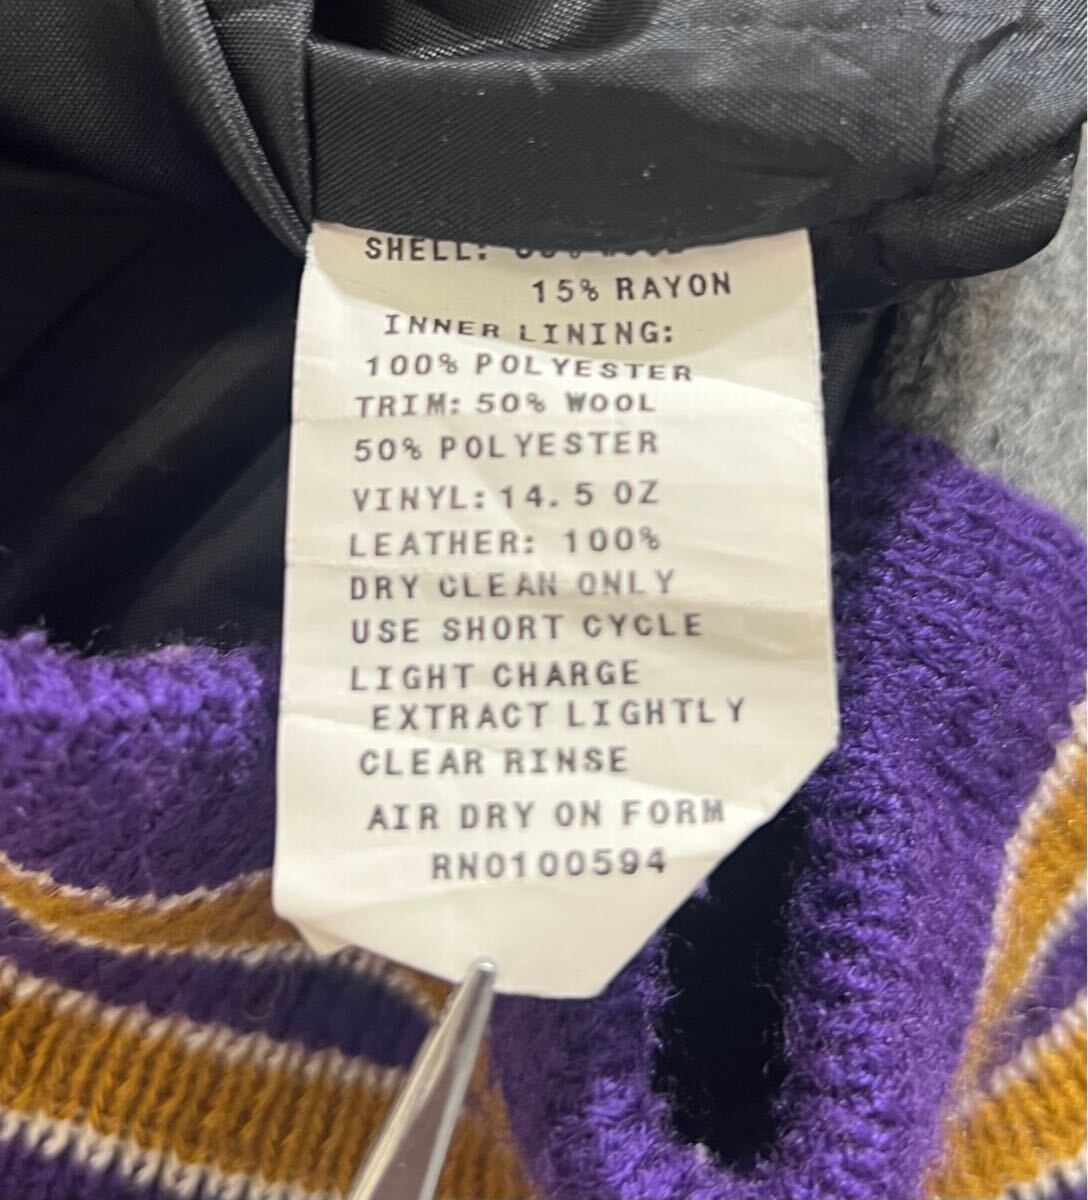 SHELL:
15% RAYON
INNER LINING:
100% POLYESTER
TRIM: 50% WOOL
50% POLYESTER
VINYL: 14.5 OZ
LEATHER: 100%
DRY CLEAN ONLY
USE SHORT CYCLE
LIGHT CHARGE
EXTRACT LIGHTLY
CLEAR RINSE
AIR DRY ON FORM
RN0100594